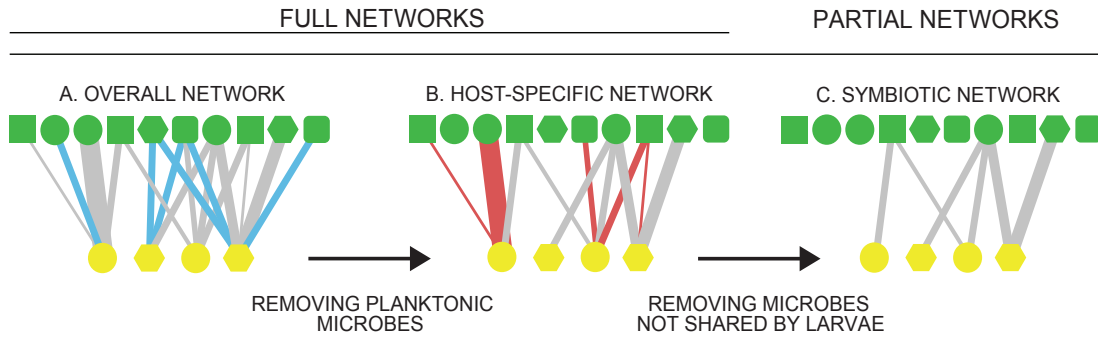 FULL NETWORKS
PARTIAL NETWORKS
A. OVERALL NETWORK
B. HOST-SPECIFIC NETWORK
C. SYMBIOTIC NETWORK
REMOVING PLANKTONIC
MICROBES
REMOVING MICROBES
NOT SHARED BY LARVAE